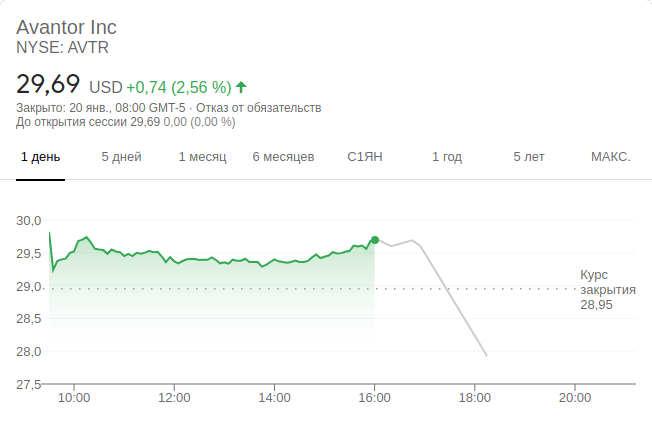 Avantor Inc
NYSE: AVTR
29,69 USD +0,74 (2,56 %)
Закрыто: 20 янв., 08:00 GMT-5 · Отказ от обязательств
До открытия сессии 29,69 0,00 (0,00 %)
1 день 5 дней 1 месяц 6 месяцев С1ЯН 1 год 5 лет МАКС.
30,0
29,5
29,0
28,5
28,0
27,5
Курс
закрытия
28,95
10:00 12:00 14:00 16:00 18:00 20:00